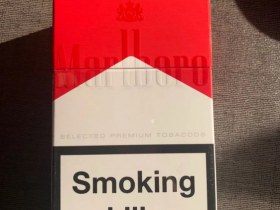 Marlboro
SELECTED PREMIUM TOBACCOS
Smoking